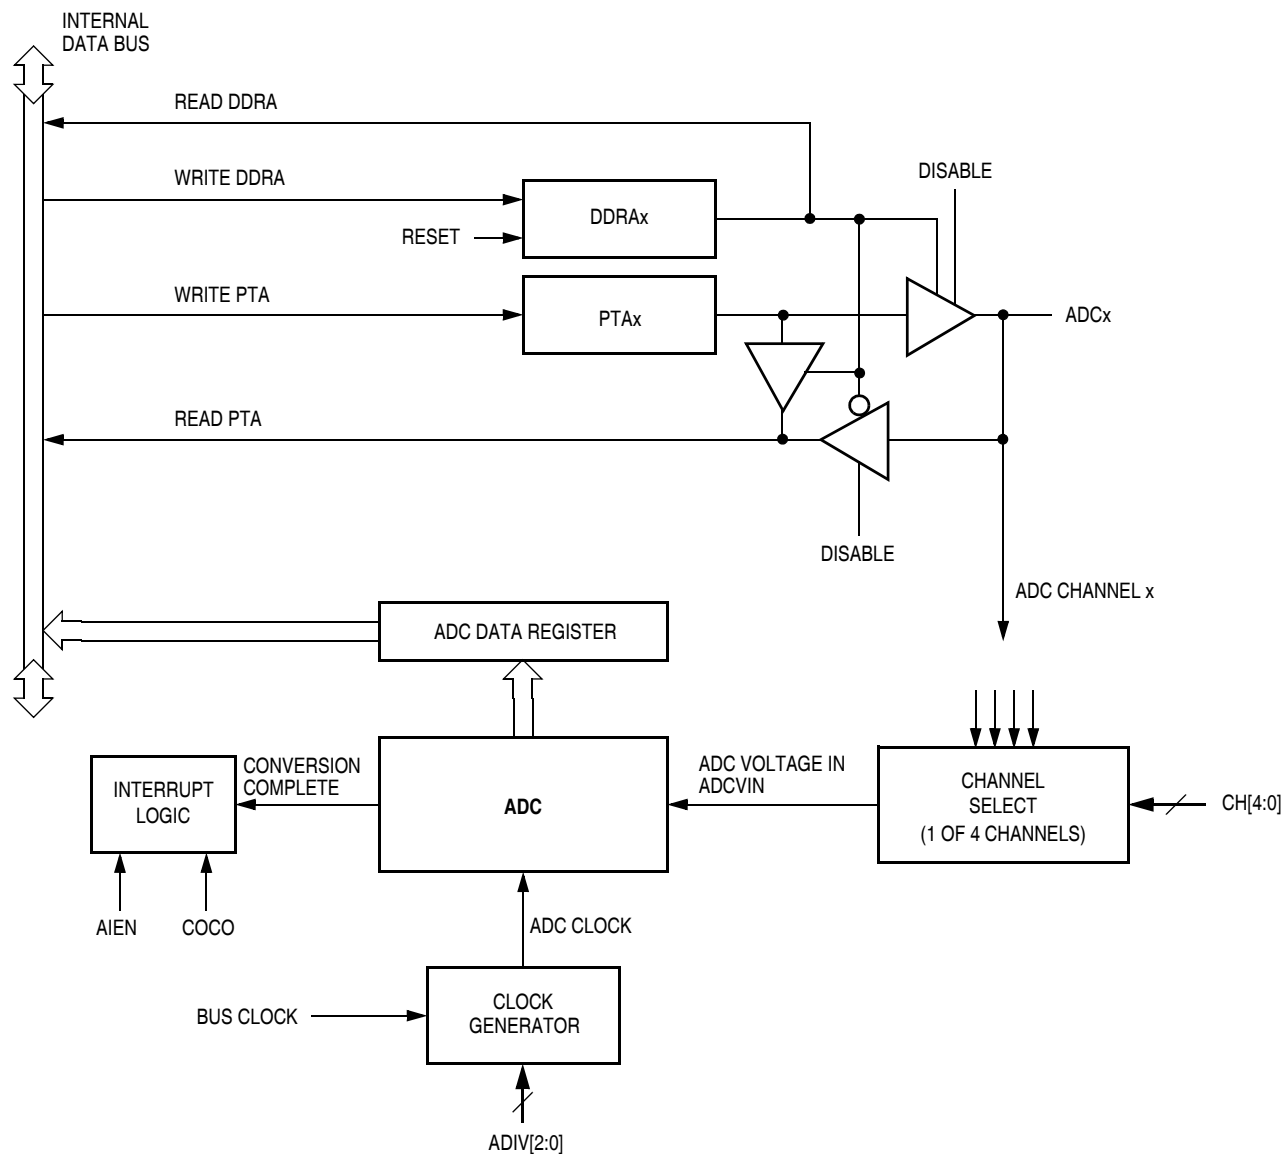 INTERNAL
DATA BUS
READ DDRA
WRITE DDRA
DISABLE
DDRAx
RESET
WRITE PTA
PTAx
ADCx
READ PTA
DISABLE
ADC CHANNEL x
ADC DATA REGISTER
INTERRUPT
LOGIC
CONVERSION
COMPLETE
ADC
ADC VOLTAGE IN
ADCVIN
CHANNEL
SELECT
(1 OF 4 CHANNELS)
CH[4:0]
AIEN
COCO
ADC CLOCK
BUS CLOCK
CLOCK
GENERATOR
ADIV[2:0]